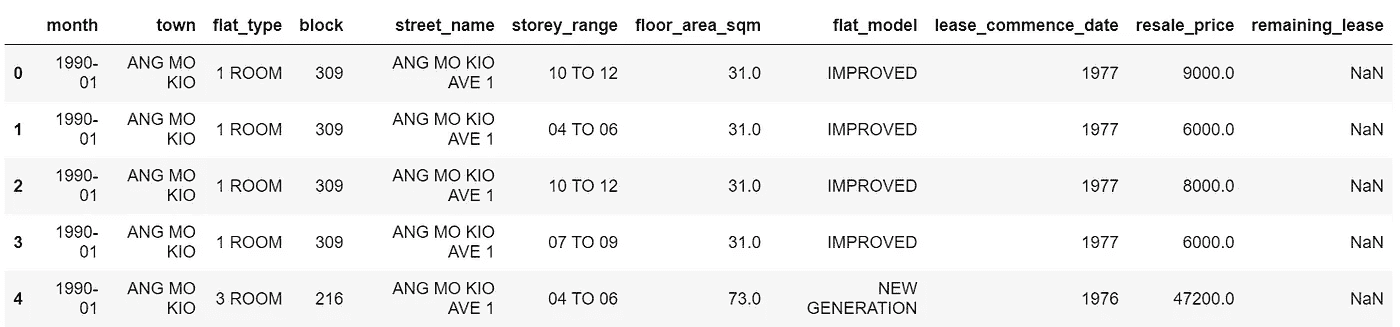 month town flat_type block street_name storey_range floor_area_sqm flat_model lease_commence_date resale_price remaining_lease
0 1990-01 ANG MO KIO 1 ROOM 309 ANG MO KIO AVE 1 10 TO 12 31.0 IMPROVED 1977 9000.0 NaN
1 1990-01 ANG MO KIO 1 ROOM 309 ANG MO KIO AVE 1 04 TO 06 31.0 IMPROVED 1977 6000.0 NaN
2 1990-01 ANG MO KIO 1 ROOM 309 ANG MO KIO AVE 1 10 TO 12 31.0 IMPROVED 1977 8000.0 NaN
3 1990-01 ANG MO KIO 1 ROOM 309 ANG MO KIO AVE 1 07 TO 09 31.0 IMPROVED 1977 6000.0 NaN
4 1990-01 ANG MO KIO 3 ROOM 216 ANG MO KIO AVE 1 04 TO 06 73.0 NEW GENERATION 1976 47200.0 NaN